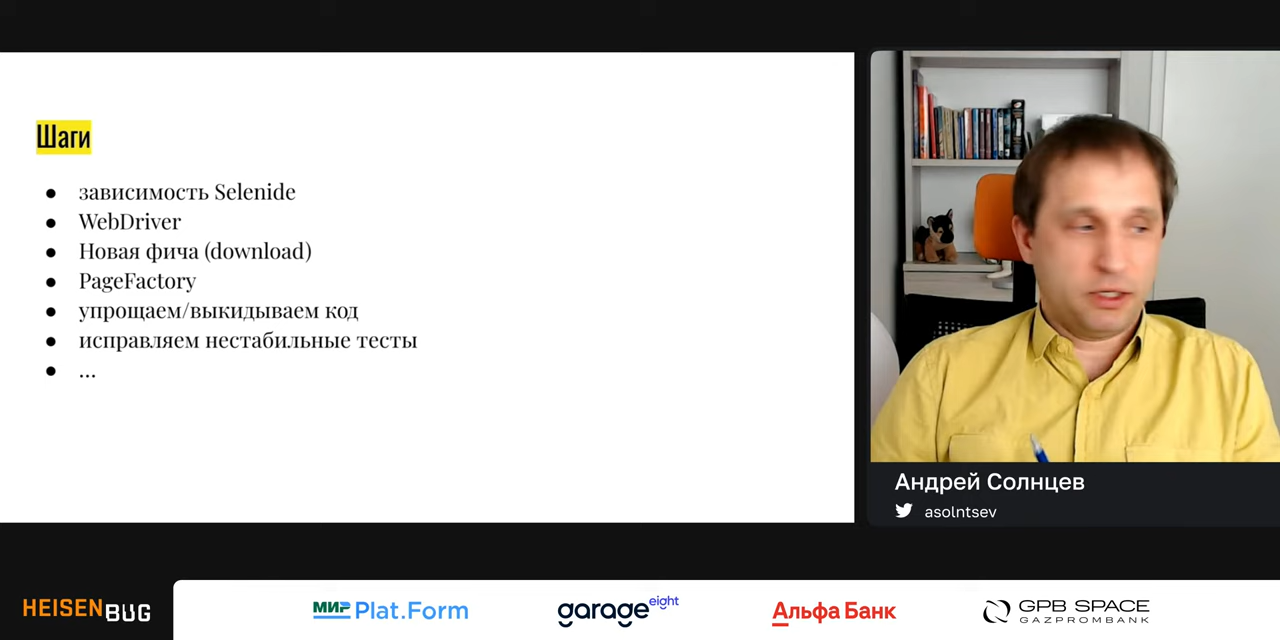 Шаги
● зависимость Selenide
● WebDriver
● Новая фича (download)
● PageFactory
● упрощаем/выкидываем код
● исправляем нестабильные тесты
● ...
Андрей Солнцев
asolntsev
HEISENBUG
МИР Plat.Form
garage eight
Альфа Банк
GPB SPACE
GAZPROMBANK